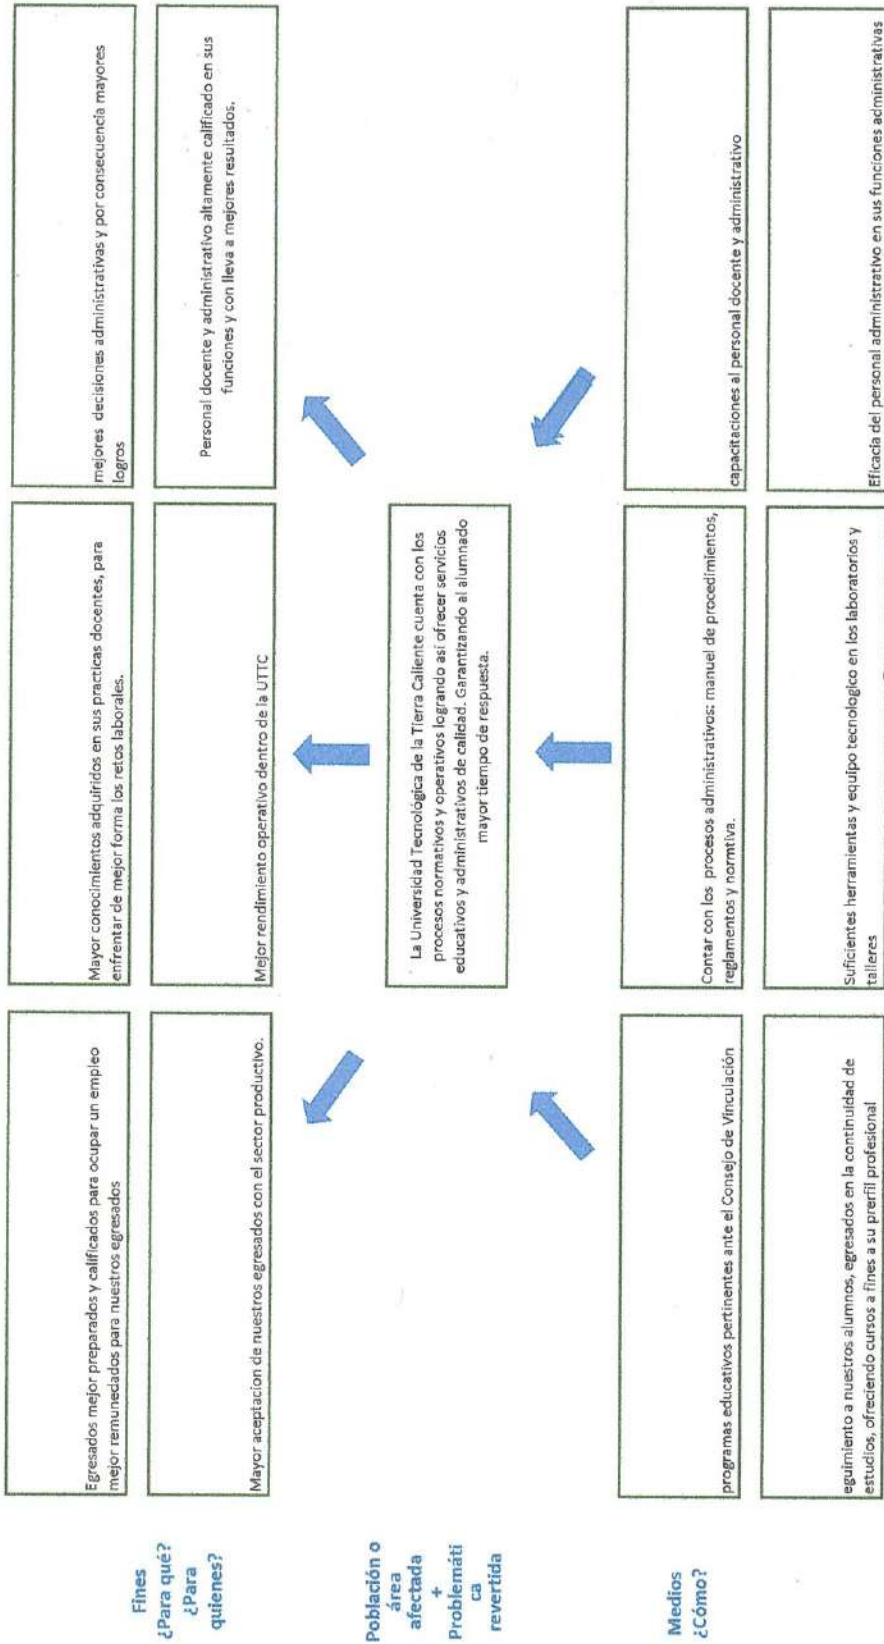 Fines
¿Para qué?
¿Para
quienes?
Egresados mejor preparados y calificados para ocupar un empleo
mejor remunedados para nuestros egresados
Mayor conocimientos adquiridos en sus practicas docentes, para
enfrentar de mejor forma los retos laborales.
mejores decisiones administrativas y por consecuencia mayores
logros
Mayor aceptacion de nuestros egresados con el sector productivo.
Mejor rendimiento operativo dentro de la UTTC
Personal docente y administrativo altamente calificado en sus
funciones y con lleva a mejores resultados.
Población o
área
afectada
+
Problemáti
ca
revertida
La Universidad Tecnológica de la Tierra Caliente cuenta con los
procesos normativos y operativos logrando así ofrecer servicios
educativos y administrativos de calidad. Garantizando al alumnado
mayor tiempo de respuesta.
Medios
¿Cómo?
programas educativos pertinentes ante el Consejo de Vinculación
Contar con los procesos administrativos: manuel de procedimientos,
reglamentos y normtiva.
capacitaciones al personal docente y administrativo
eguimiento a nuestros alumnos, egresados en la continuidad de
estudios, ofreciendo cursos a fines a su prerfil profesional
Suficientes herramientas y equipo tecnologico en los laboratorios y
talleres
Eficacia del personal administrativo en sus funciones administrativas